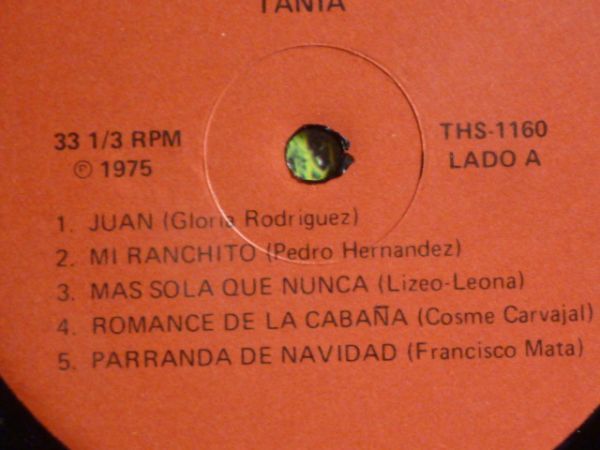 TANIA
33 1/3 RPM THS-1160
℗ 1975 LADO A
1. JUAN (Gloria Rodriguez)
2. MI RANCHITO (Pedro Hernandez)
3. MAS SOLA QUE NUNCA (Lizeo-Leona)
4. ROMANCE DE LA CABAÑA (Cosme Carvajal)
5. PARRANDA DE NAVIDAD (Francisco Mata)